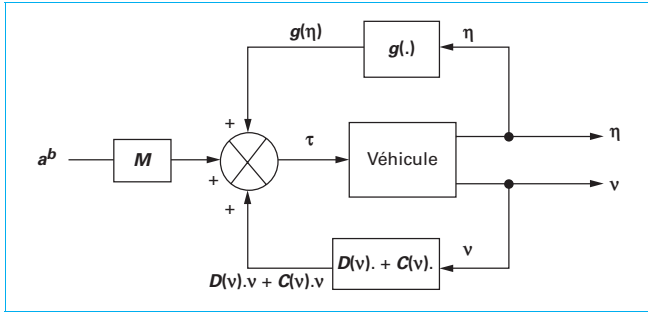 g(η)
g(.)
η
+
τ
Véhicule
η
a^b
M
+
+
ν
ν
D(ν). + C(ν).
D(ν).ν + C(ν).ν